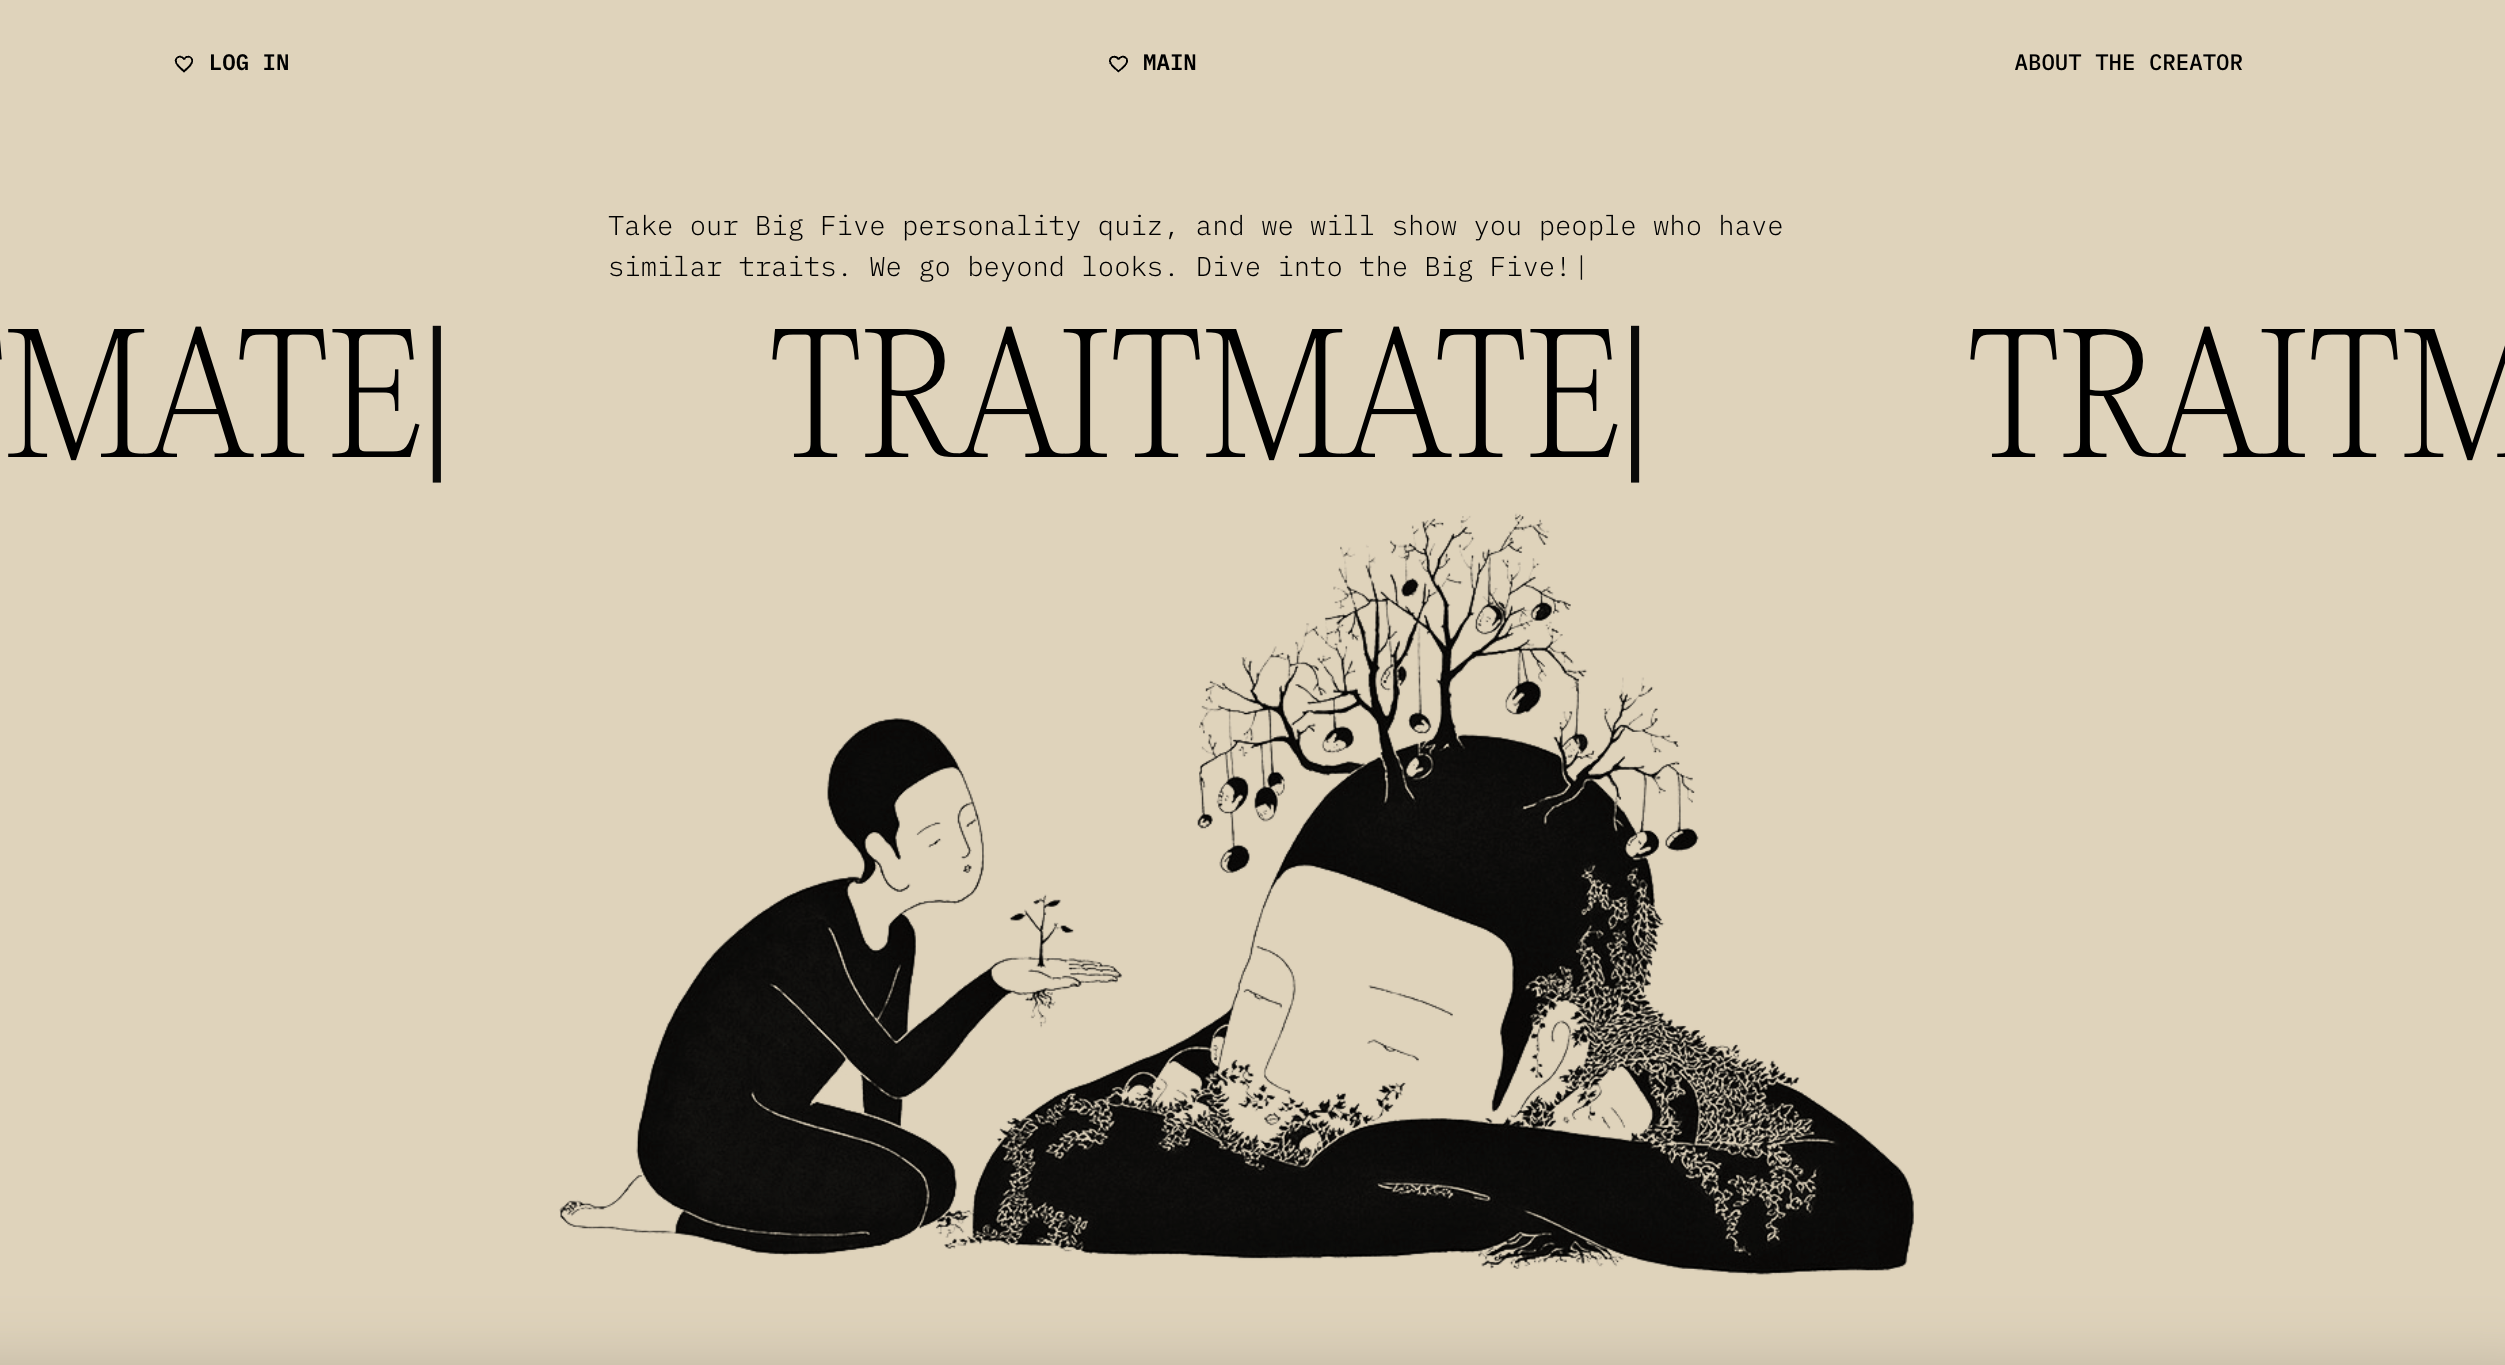 LOG IN
MAIN
ABOUT THE CREATOR
Take our Big Five personality quiz, and we will show you people who have
similar traits. We go beyond looks. Dive into the Big Five!|
MATE| TRAITMATE| TRAITM